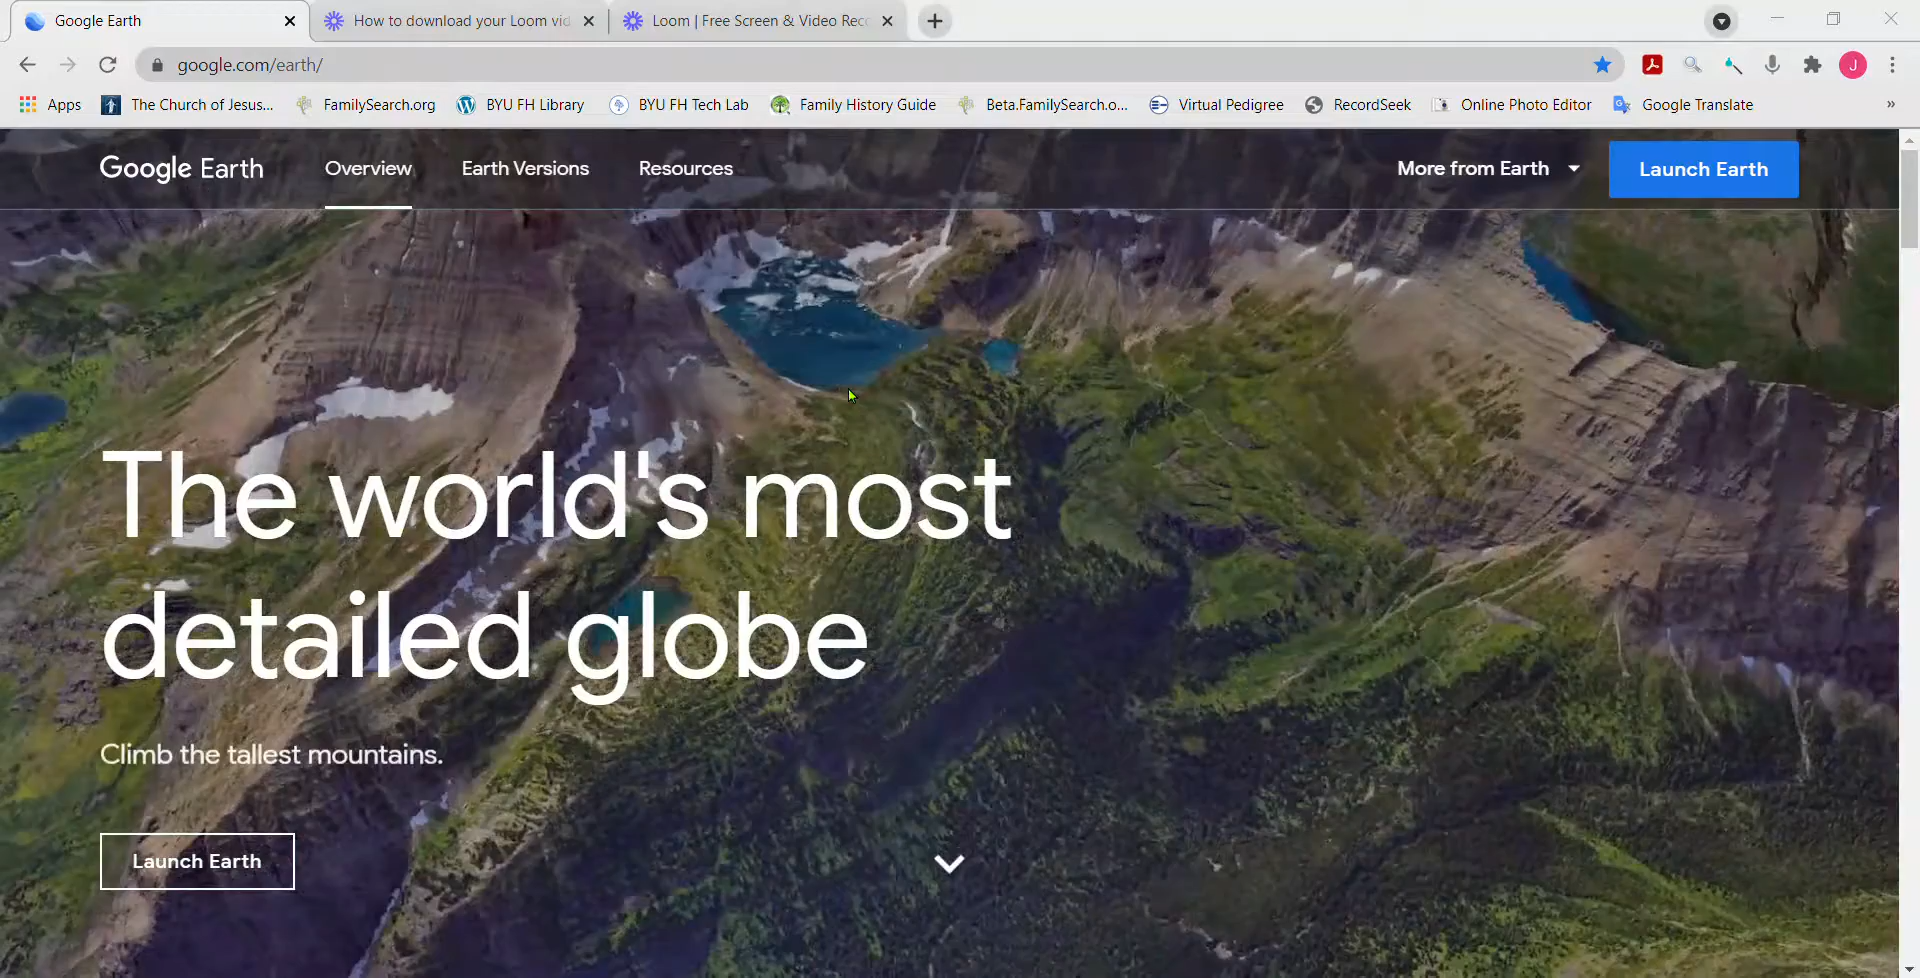 Google Earth
How to download your Loom vid
Loom | Free Screen & Video Rec
google.com/earth/
J
Apps
The Church of Jesus...
FamilySearch.org
BYU FH Library
BYU FH Tech Lab
Family History Guide
Beta.FamilySearch.o...
Virtual Pedigree
RecordSeek
Online Photo Editor
Google Translate
»
Google Earth
Overview
Earth Versions
Resources
More from Earth
Launch Earth
The world's most
detailed globe
Climb the tallest mountains.
Launch Earth